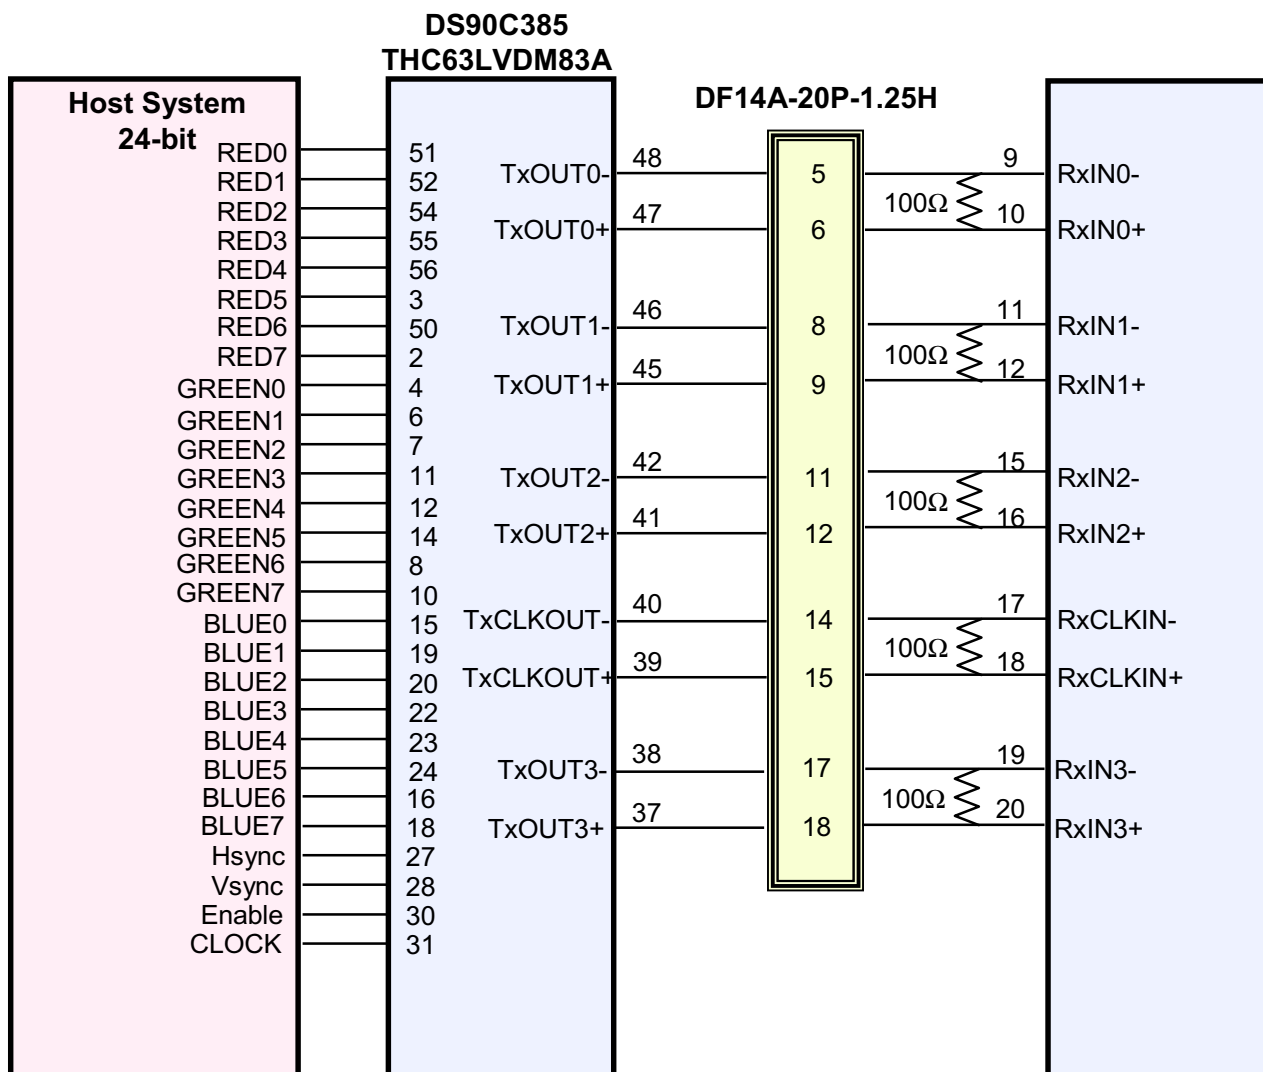 DS90C385
THC63LVDM83A
DF14A-20P-1.25H
Host System
24-bit
RED0 51
RED1 52
RED2 54
RED3 55
RED4 56
RED5 3
RED6 50
RED7 2
GREEN0 4
GREEN1 6
GREEN2 7
GREEN3 11
GREEN4 12
GREEN5 14
GREEN6 8
GREEN7 10
BLUE0 15
BLUE1 19
BLUE2 20
BLUE3 22
BLUE4 23
BLUE5 24
BLUE6 16
BLUE7 18
Hsync 27
Vsync 28
Enable 30
CLOCK 31
TxOUT0- 48 5 9 RxIN0-
100Ω
TxOUT0+ 47 6 10 RxIN0+
TxOUT1- 46 8 11 RxIN1-
100Ω
TxOUT1+ 45 9 12 RxIN1+
TxOUT2- 42 11 15 RxIN2-
100Ω
TxOUT2+ 41 12 16 RxIN2+
TxCLKOUT- 40 14 17 RxCLKIN-
100Ω
TxCLKOUT+ 39 15 18 RxCLKIN+
TxOUT3- 38 17 19 RxIN3-
100Ω
TxOUT3+ 37 18 20 RxIN3+